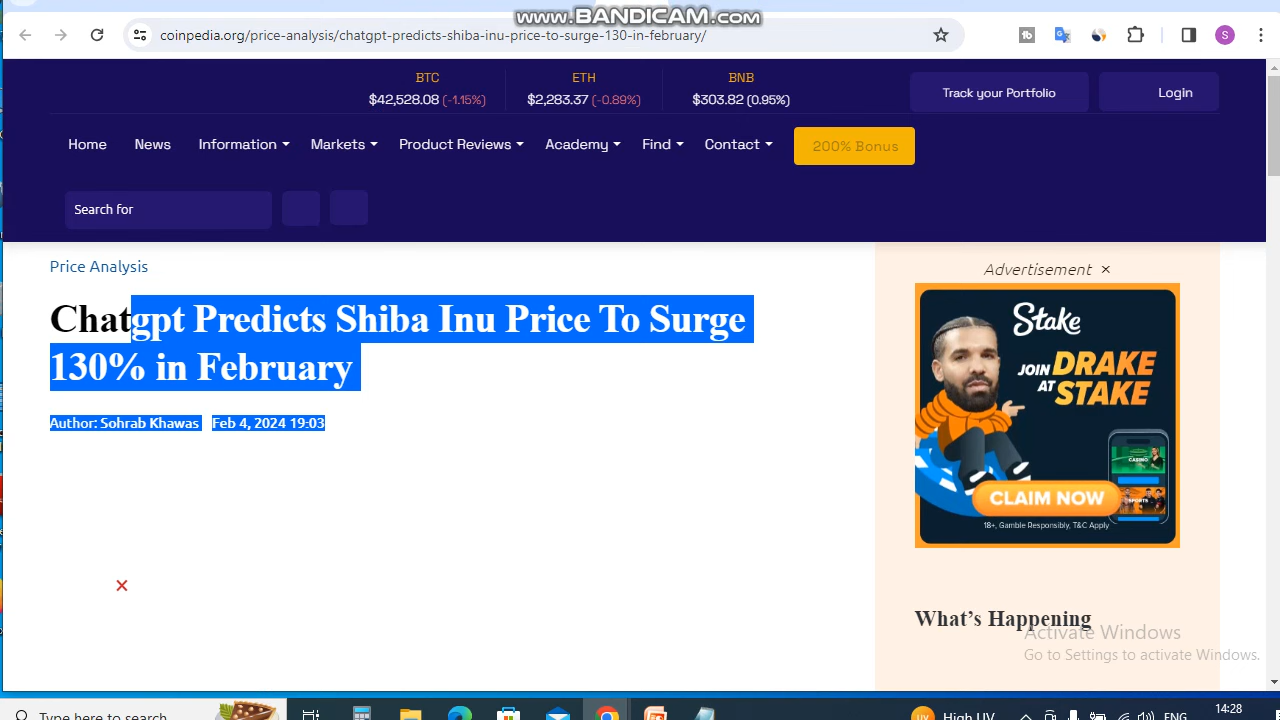 www.BANDICAM.com
coinpedia.org/price-analysis/chatgpt-predicts-shiba-inu-price-to-surge-130-in-february/
S
BTC ETH BNB
$42,528.08 (-1.15%) $2,283.37 (-0.89%) $303.82 (0.95%)
Track your Portfolio
Login
Home News Information Markets Product Reviews Academy Find Contact 200% Bonus
Search for
Price Analysis
Chatgpt Predicts Shiba Inu Price To Surge
130% in February
Author: Sohrab Khawas Feb 4, 2024 19:03
Advertisement ×
Stake
JOIN DRAKE
AT STAKE
CASINO
SPORTS
CLAIM NOW
18+, Gamble Responsibly, T&C Apply
What's Happening
Activate Windows
Go to Settings to activate Windows.
Type here to search
UV
High UV
ENG
14:28